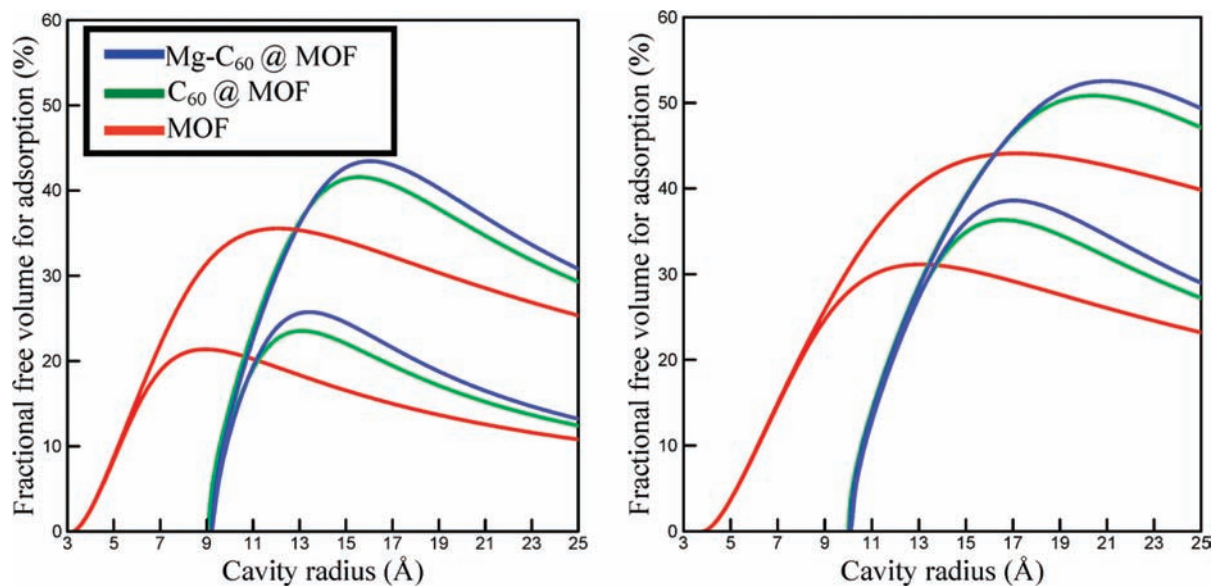 Fractional free volume for adsorption (%)
60
50
40
30
20
10
0
Mg-C₆₀ @ MOF
C₆₀ @ MOF
MOF
3 5 7 9 11 13 15 17 19 21 23 25
Cavity radius (Å)
Fractional free volume for adsorption (%)
60
50
40
30
20
10
0
3 5 7 9 11 13 15 17 19 21 23 25
Cavity radius (Å)